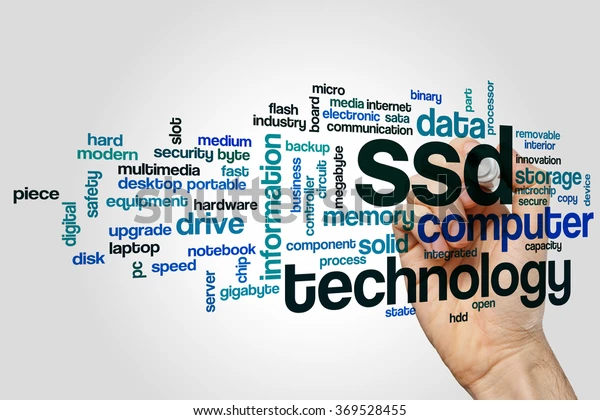 micro
binary
part
processor
flash
board
media
internet
industry
electronic
sata
communication
data
removable
interior
hard
slot
medium
modern
security
byte
information
backup
circuit
megabyte
ssd
innovation
multimedia
fast
storage
safety
desktop
portable
business
controller
microchip
device
piece
equipment
hardware
secure
copy
digital
upgrade
drive
memory
computer
laptop
notebook
component
solid
capacity
disk
pc
speed
chip
process
integrated
server
gigabyte
technology
state
hdd
open
shutterstock
shutterstock.com · 369528455